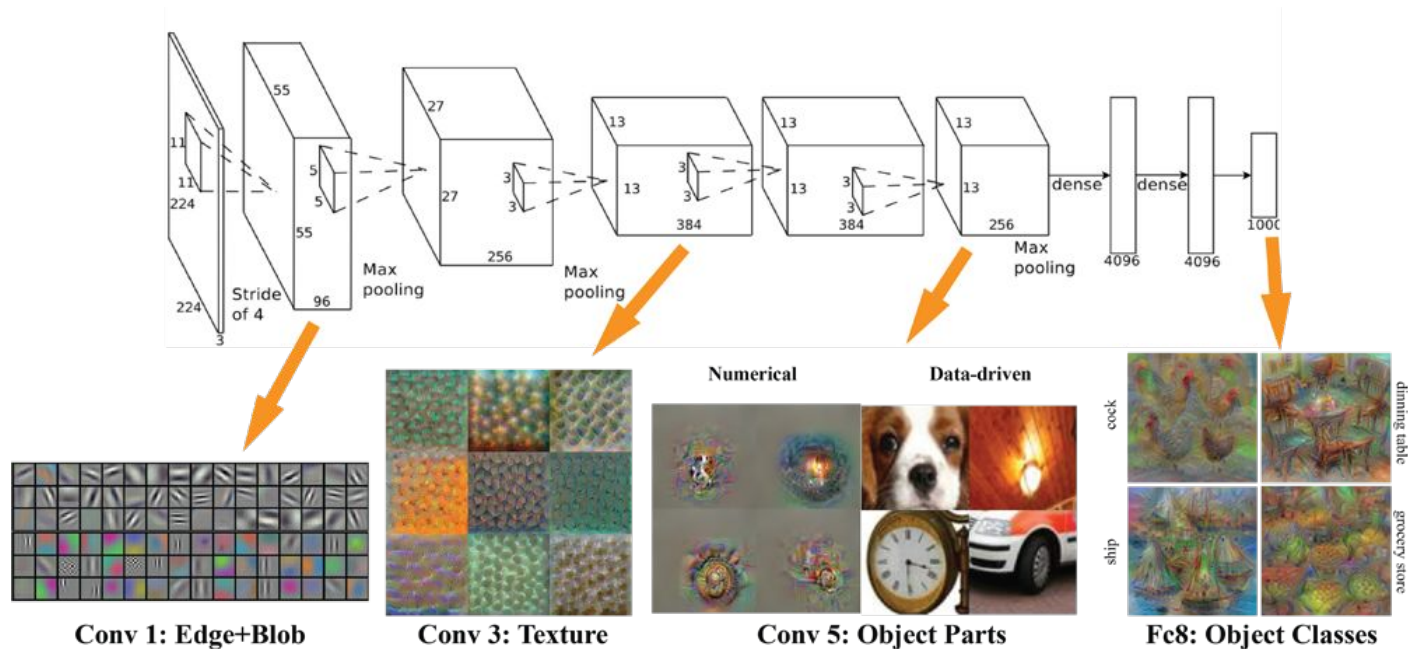 55
27
13
13
13
11
5
3
3
3
11
5
3
3
3
27
13
13
13
dense
dense
224
55
384
384
256
1000
256
Max
pooling
4096
4096
Max
pooling
Max
pooling
224
Stride
of 4
96
3
Numerical
Data-driven
cock
dinning table
ship
grocery store
Conv 1: Edge+Blob
Conv 3: Texture
Conv 5: Object Parts
Fc8: Object Classes